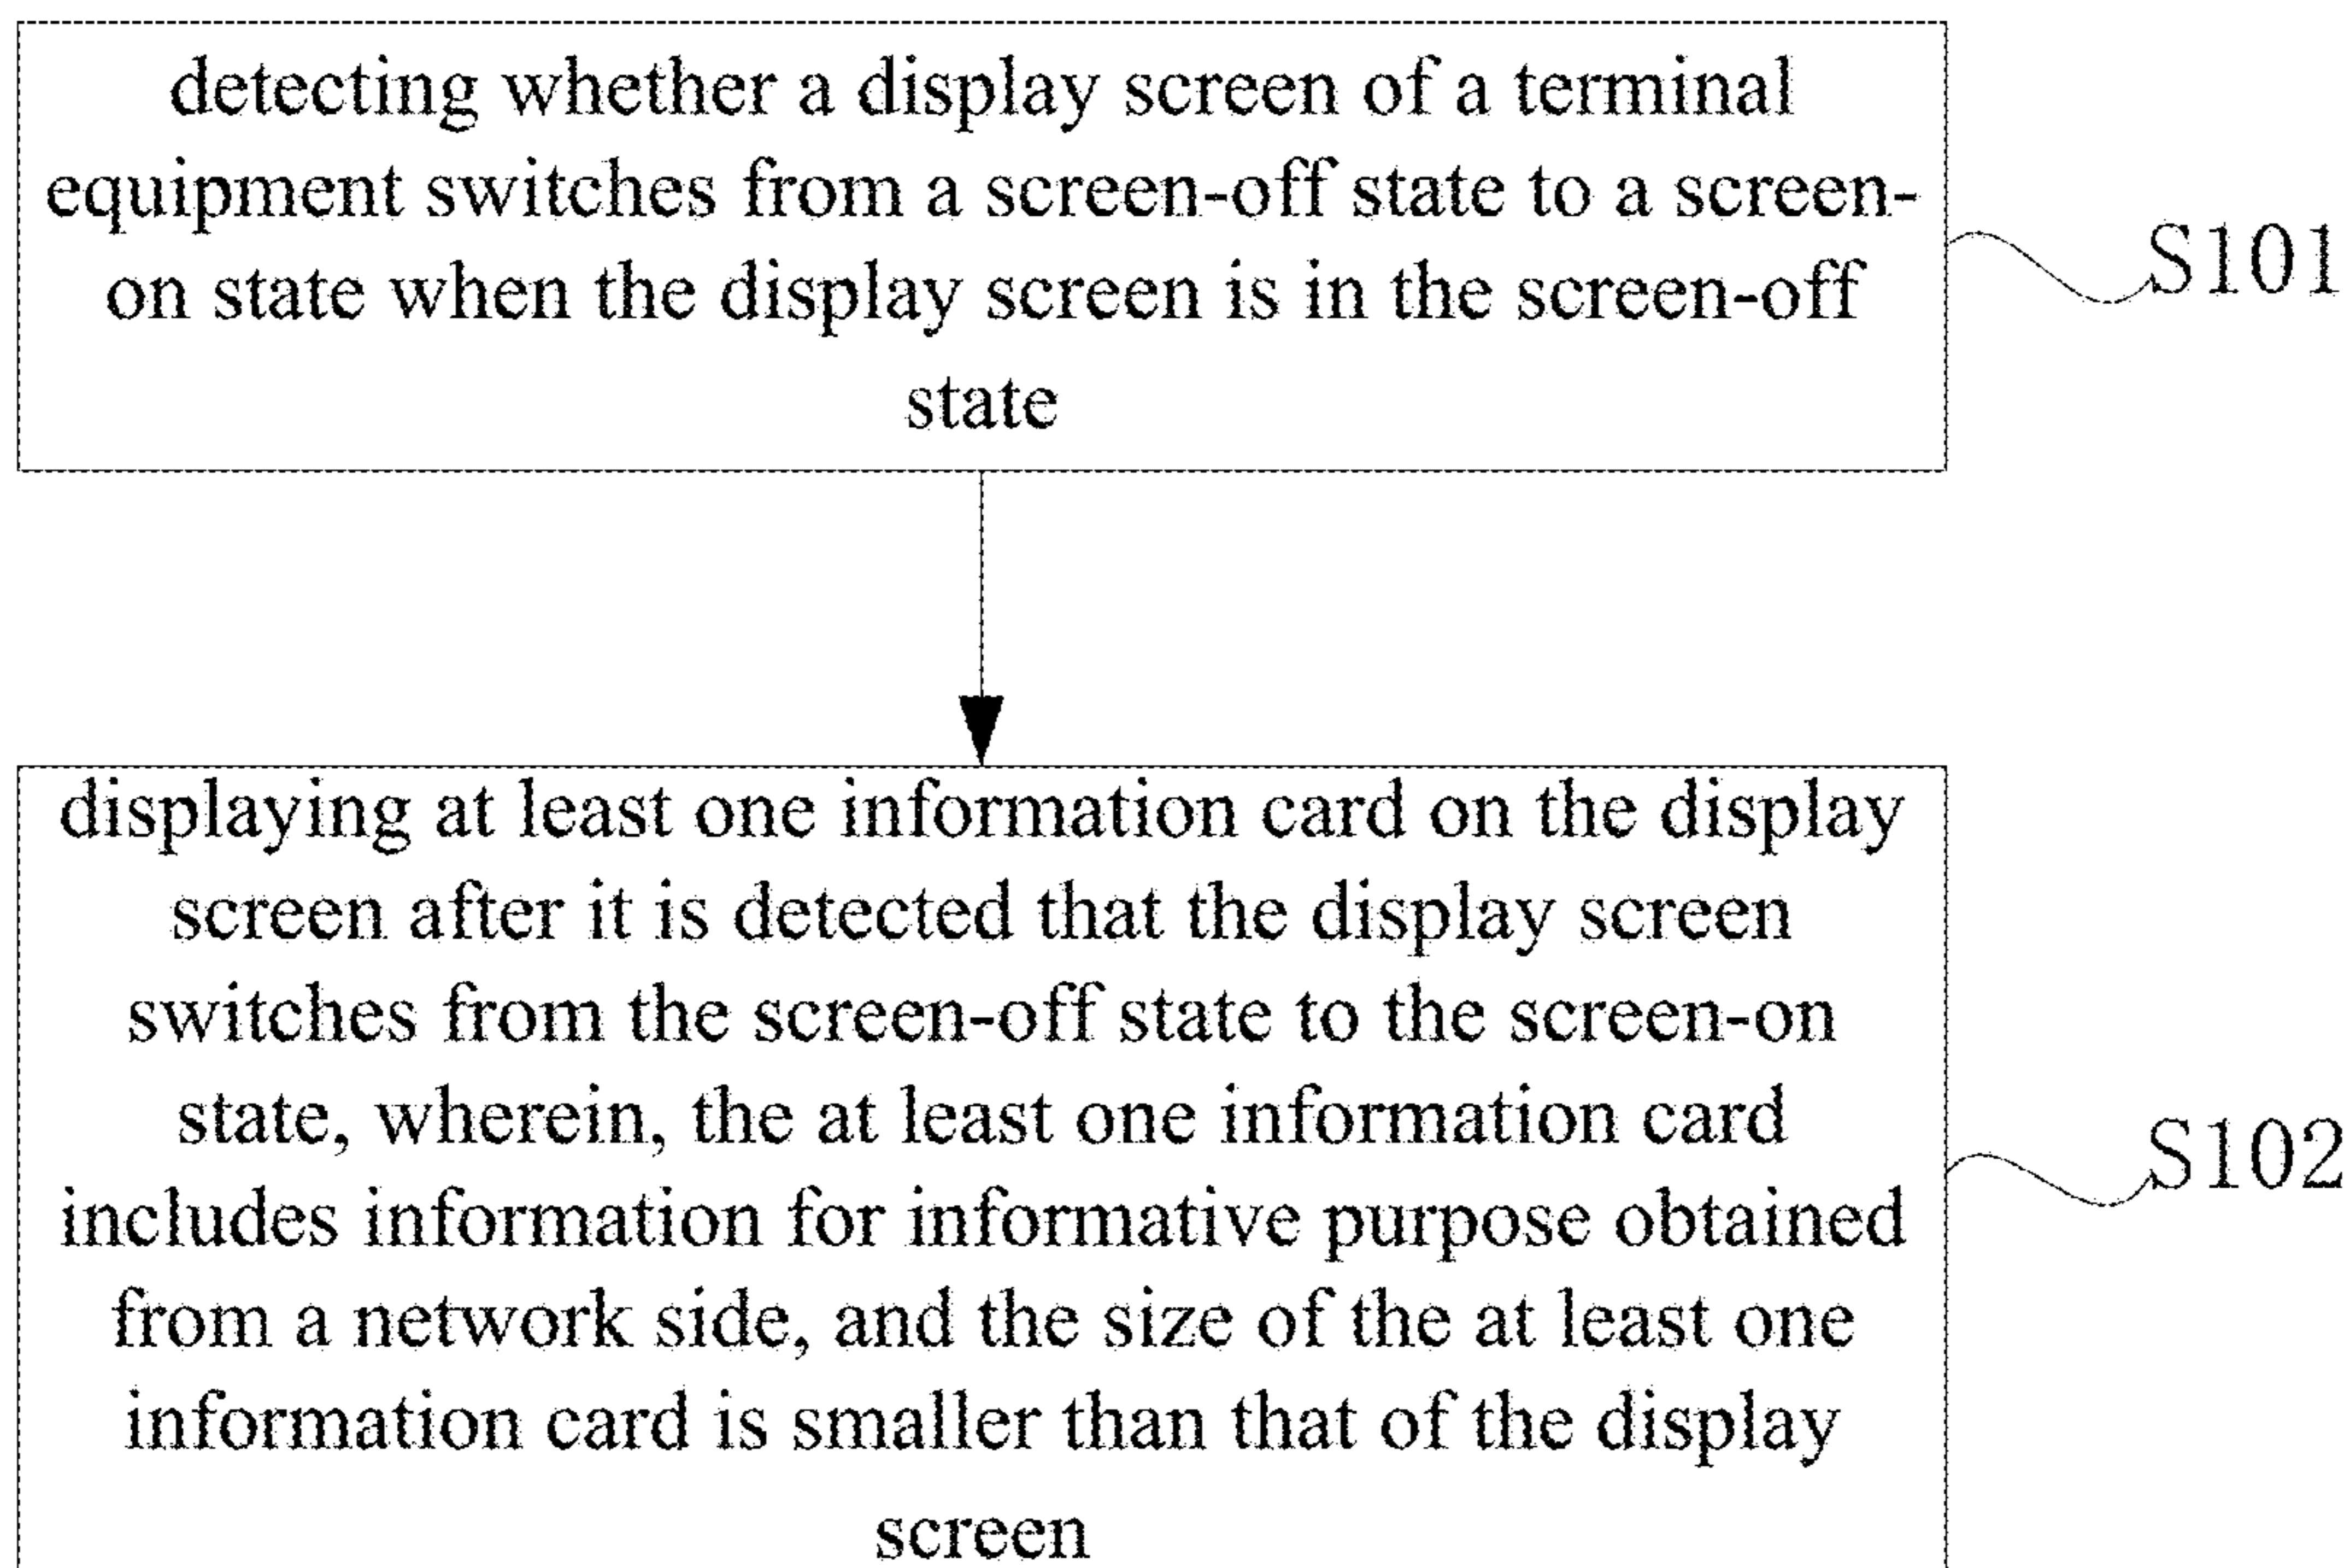 detecting whether a display screen of a terminal
equipment switches from a screen-off state to a screen-
on state when the display screen is in the screen-off
state
S101
displaying at least one information card on the display
screen after it is detected that the display screen
switches from the screen-off state to the screen-on
state, wherein, the at least one information card
includes information for informative purpose obtained
from a network side, and the size of the at least one
information card is smaller than that of the display
screen
S102